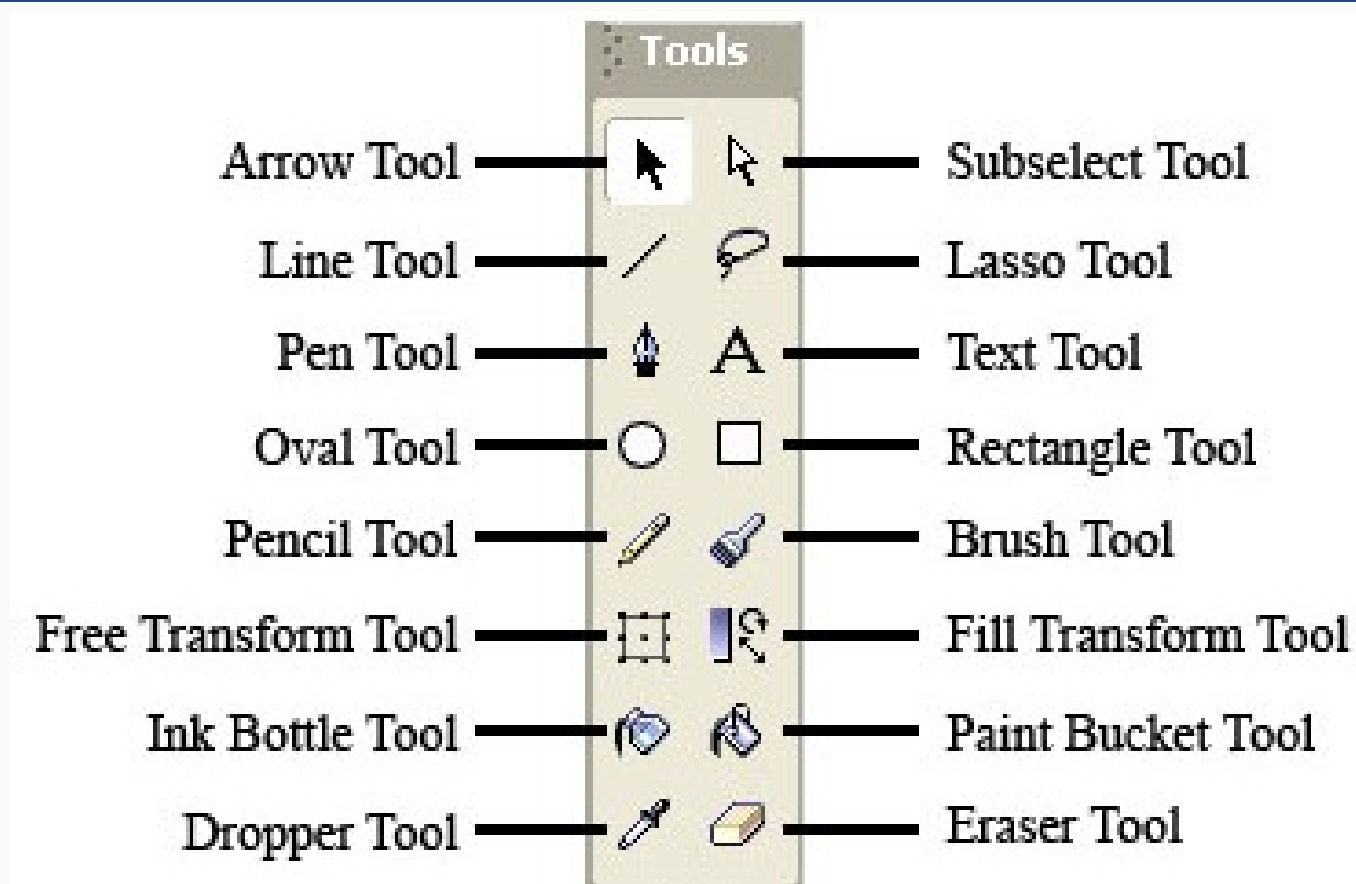 Tools
Arrow Tool
Subselect Tool
Line Tool
Lasso Tool
Pen Tool
Text Tool
Oval Tool
Rectangle Tool
Pencil Tool
Brush Tool
Free Transform Tool
Fill Transform Tool
Ink Bottle Tool
Paint Bucket Tool
Dropper Tool
Eraser Tool